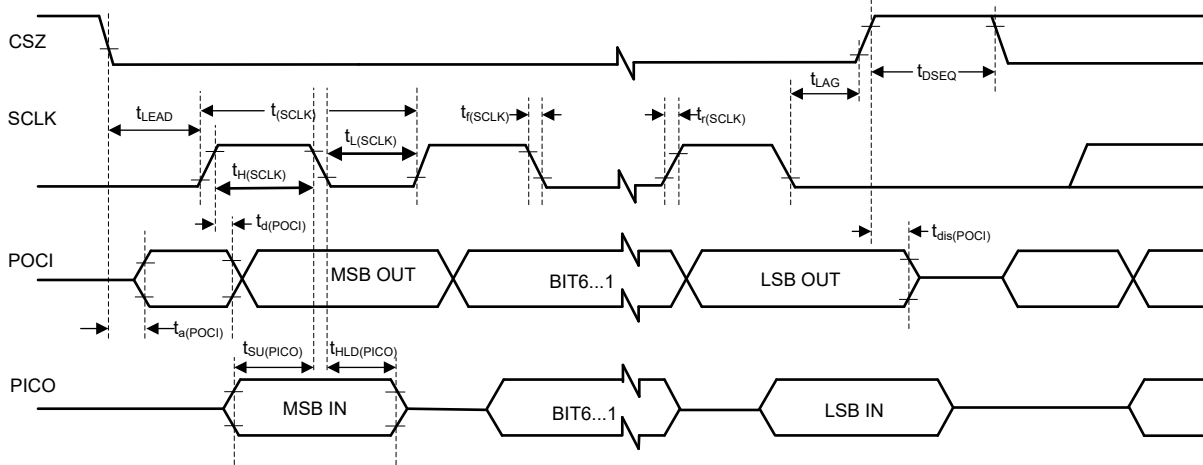 CSZ
tLAG
tDSEQ
SCLK
tLEAD
t(SCLK)
tf(SCLK)
tr(SCLK)
tL(SCLK)
tH(SCLK)
td(POCI)
tdis(POCI)
POCI
MSB OUT
BIT6...1
LSB OUT
ta(POCI)
tSU(PICO)
tHLD(PICO)
PICO
MSB IN
BIT6...1
LSB IN